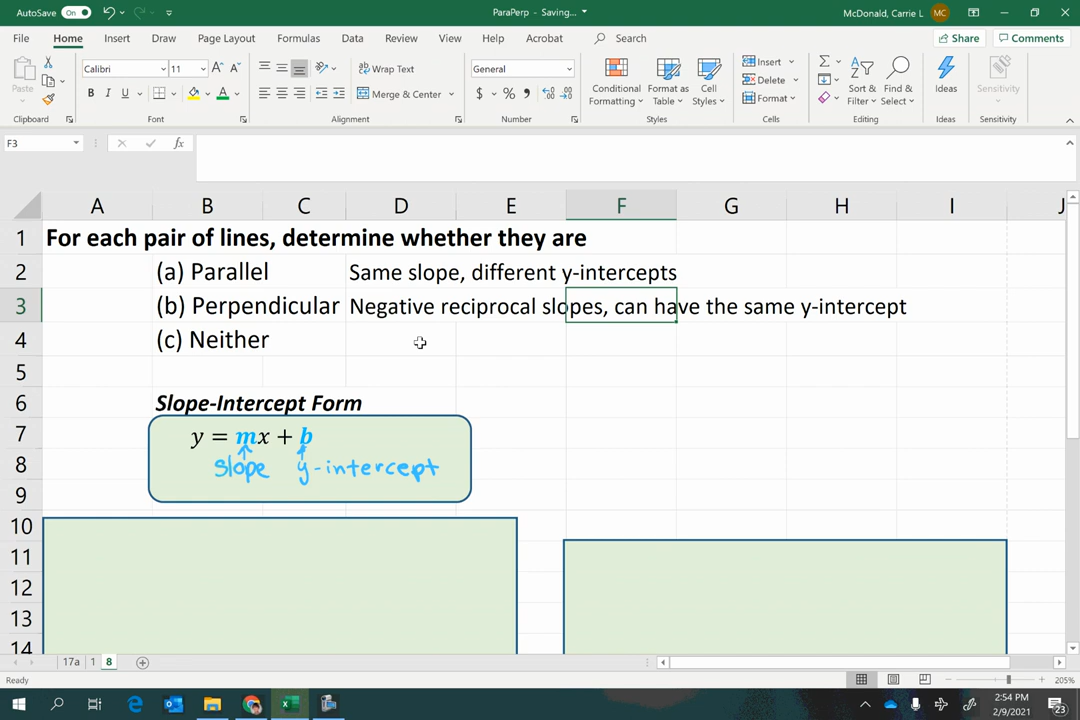 AutoSave On
ParaPerp - Saving...
McDonald, Carrie L MC
File Home Insert Draw Page Layout Formulas Data Review View Help Acrobat Search Share Comments
Paste
Calibri 11
B I U
Wrap Text
Merge & Center
General
$ % ,
Conditional Formatting
Format as Table
Cell Styles
Insert
Delete
Format
Sort & Filter
Find & Select
Ideas
Sensitivity
Clipboard Font Alignment Number Styles Cells Editing Ideas Sensitivity
F3 fx
A B C D E F G H I J
1 For each pair of lines, determine whether they are
2 (a) Parallel Same slope, different y-intercepts
3 (b) Perpendicular Negative reciprocal slopes, can have the same y-intercept
4 (c) Neither
5
6 Slope-Intercept Form
7 y = mx + b
8 slope y-intercept
9
10
11
12
13
14
17a 1 8
Ready 205%
2:54 PM
2/9/2021
23